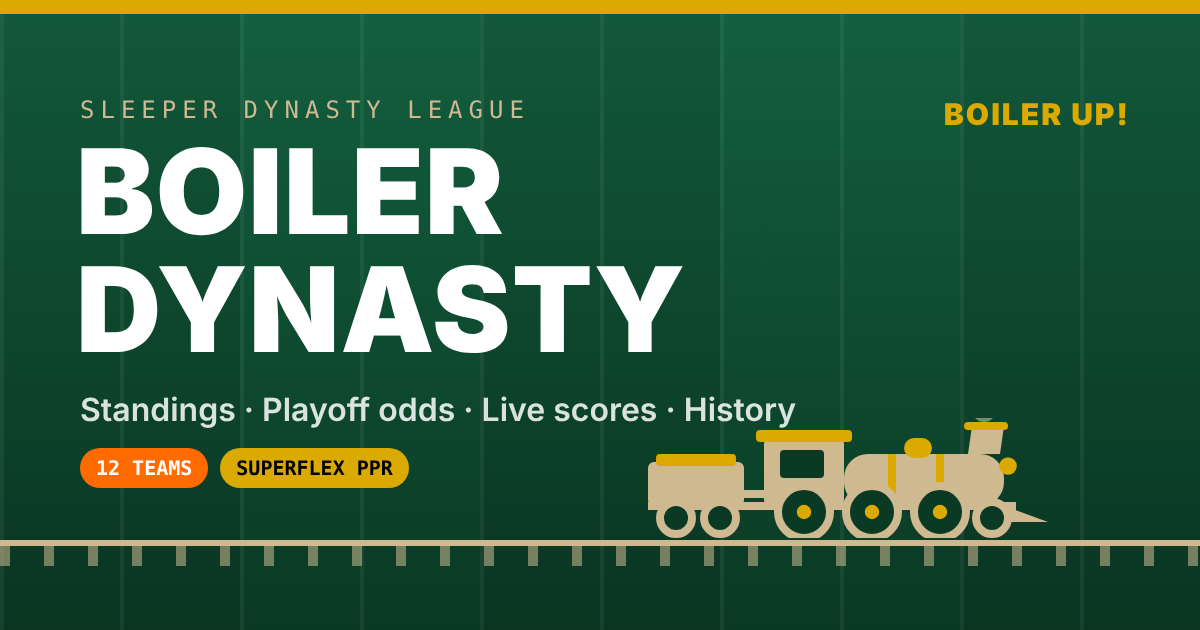 SLEEPER DYNASTY LEAGUE
BOILER UP!
BOILER
DYNASTY
Standings · Playoff odds · Live scores · History
12 TEAMS
SUPERFLEX PPR